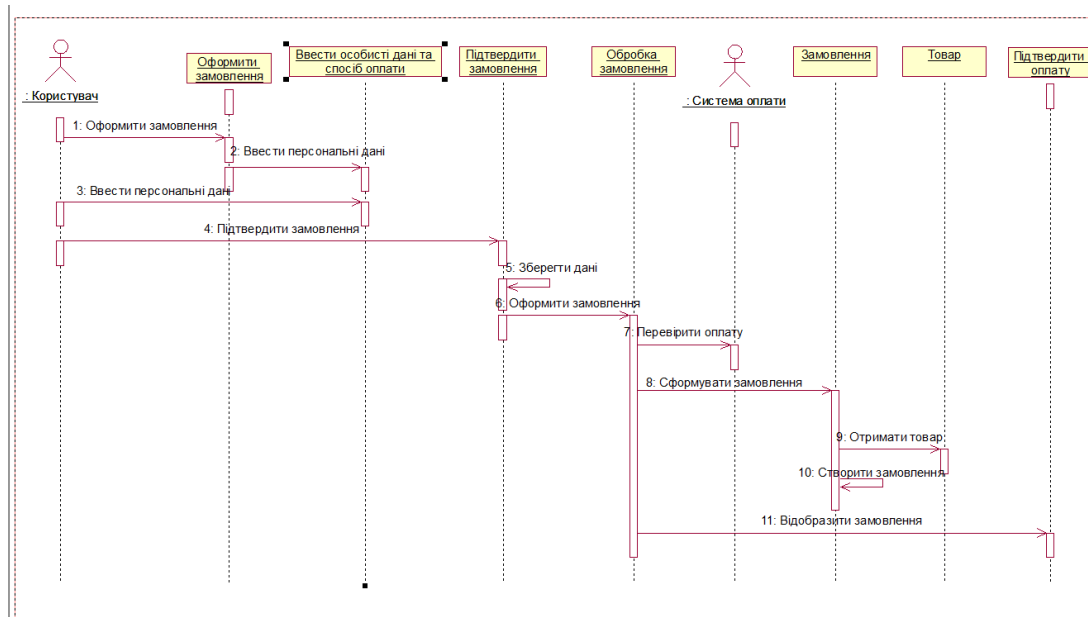 Оформити
замовлення
Ввести особисті дані та
спосіб оплати
Підтвердити
замовлення
Обробка
замовлення
Замовлення
Товар
Підтвердити
оплату
: Користувач
: Система оплати
1: Оформити замовлення
2: Ввести персональні дані
3: Ввести персональні дані
4: Підтвердити замовлення
5: Зберегти дані
6: Оформити замовлення
7: Перевірити оплату
8: Сформувати замовлення
9: Отримати товар
10: Створити замовлення
11: Відобразити замовлення